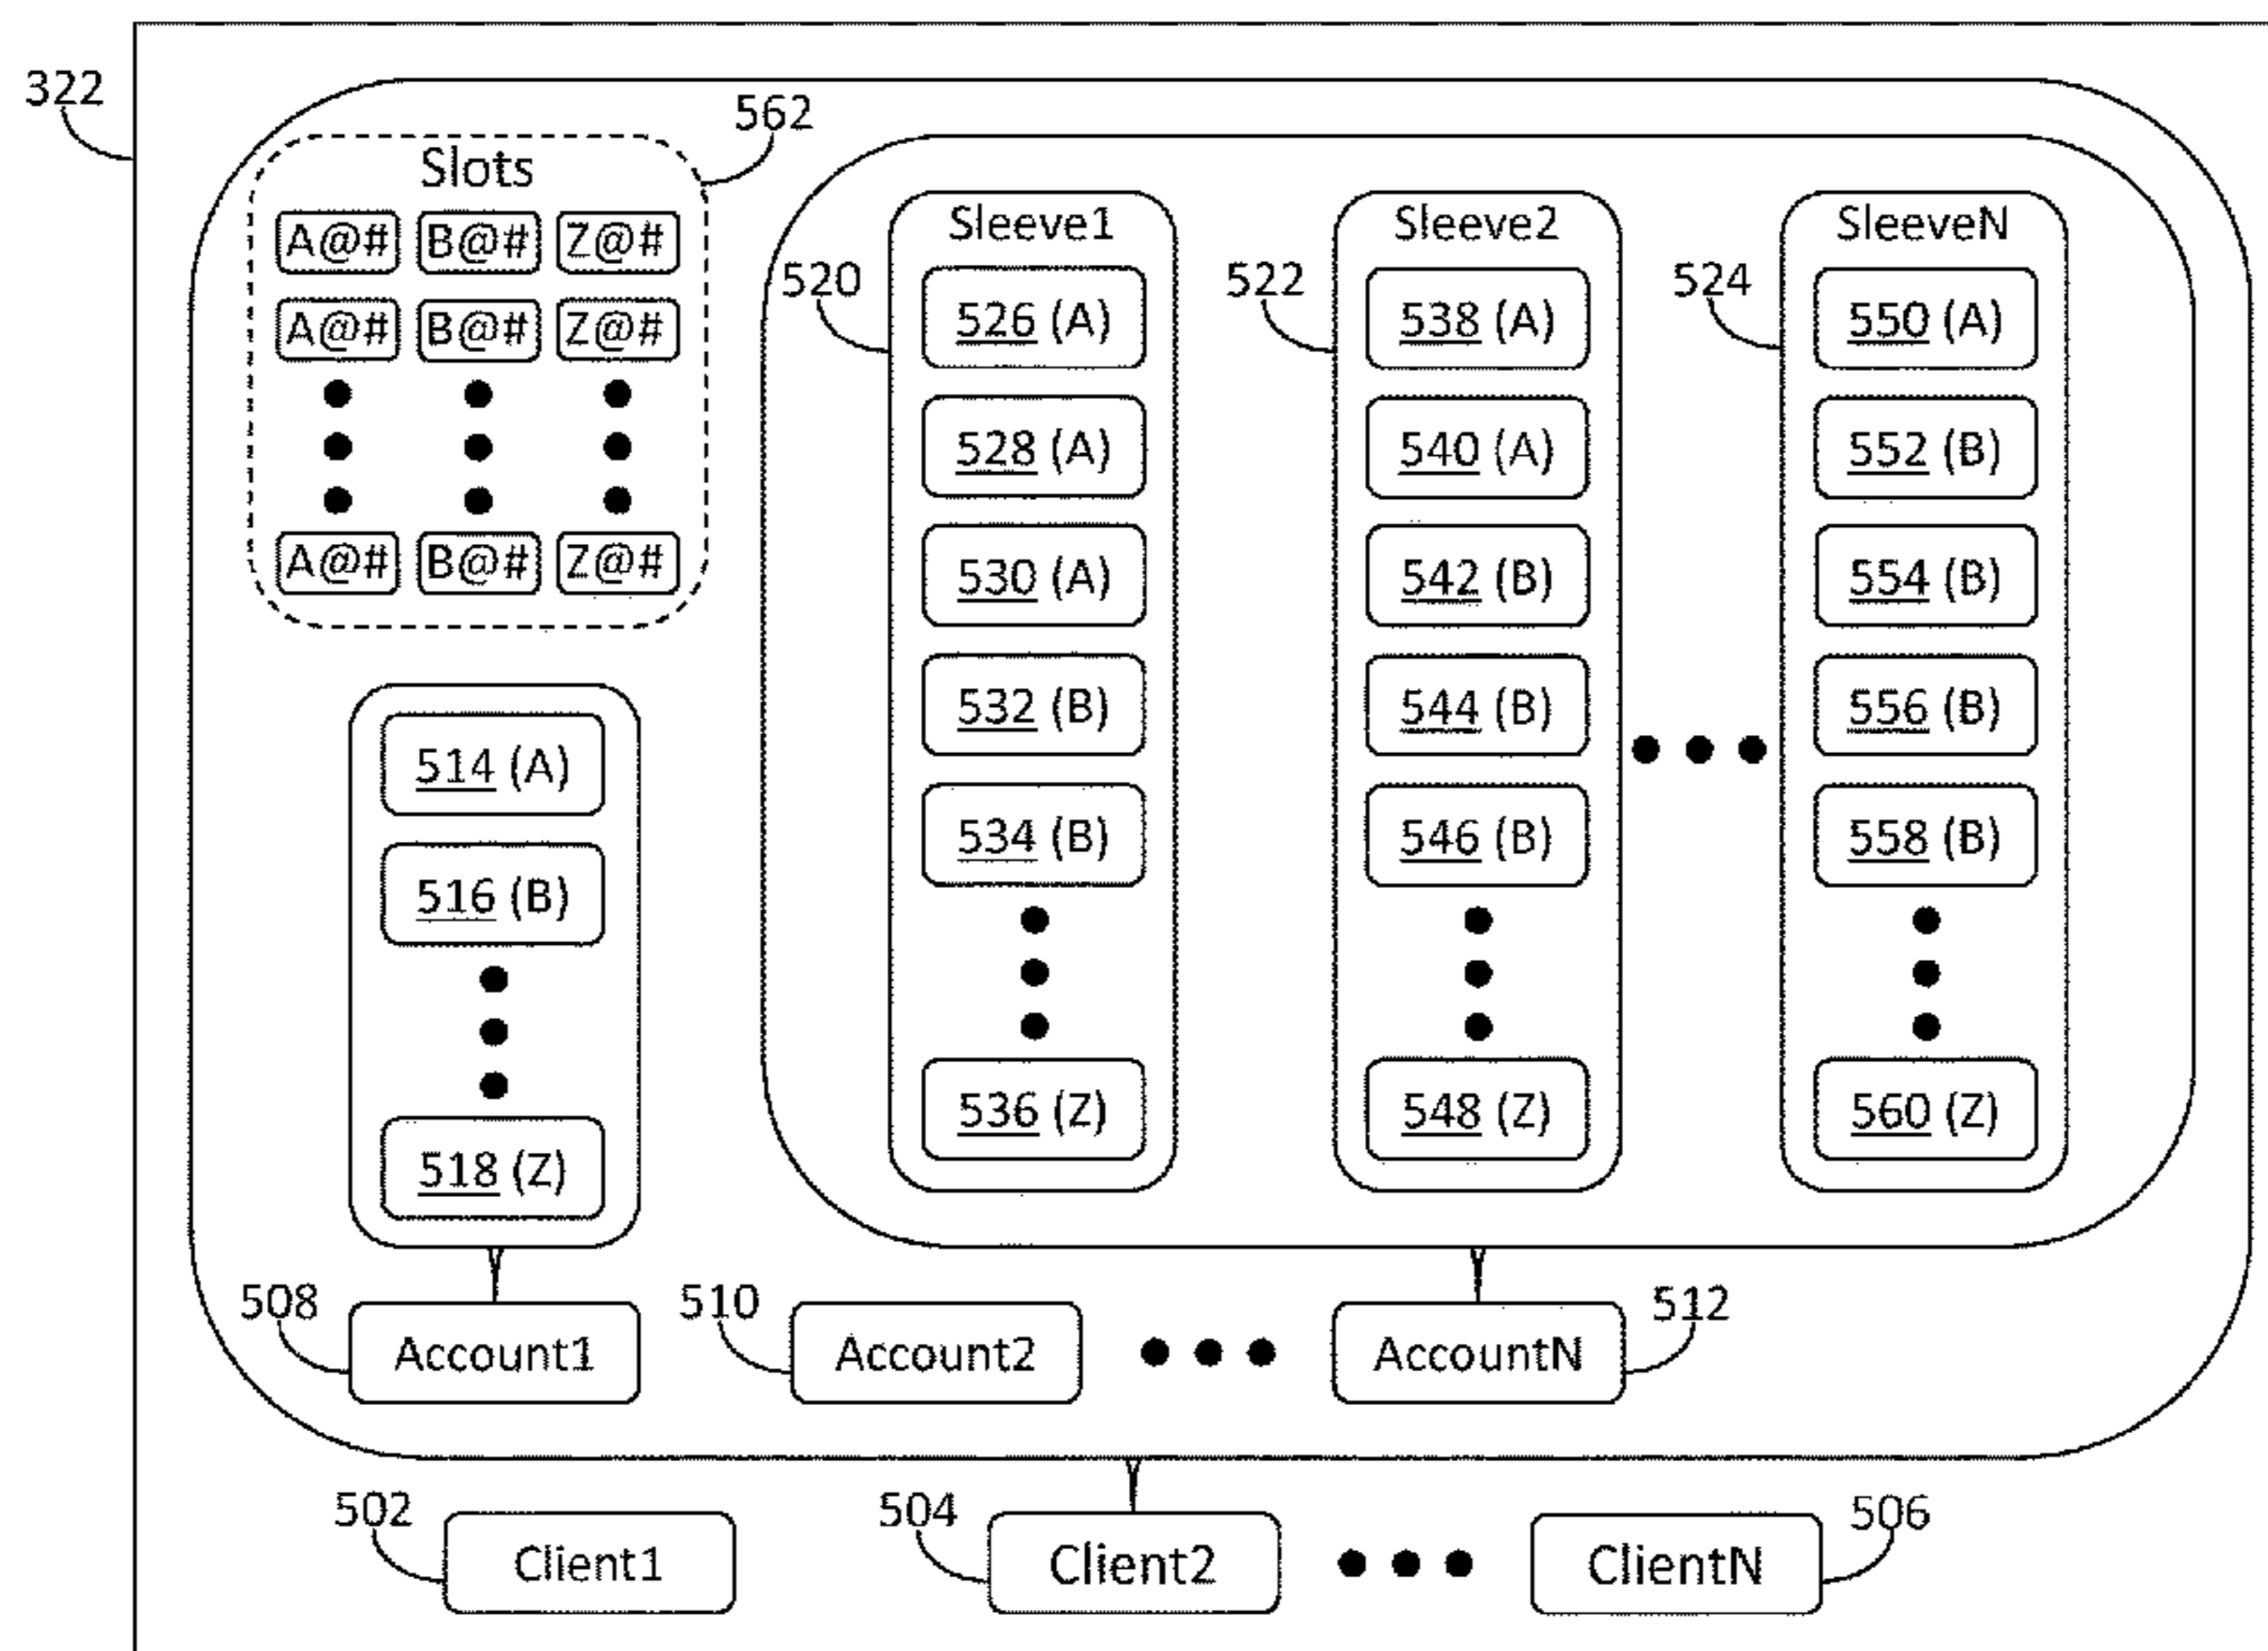 322
562
Slots
A@# B@# Z@#
A@# B@# Z@#
A@# B@# Z@#
514 (A)
516 (B)
518 (Z)
520
Sleeve1
526 (A)
528 (A)
530 (A)
532 (B)
534 (B)
536 (Z)
522
Sleeve2
538 (A)
540 (A)
542 (B)
544 (B)
546 (B)
548 (Z)
524
SleeveN
550 (A)
552 (B)
554 (B)
556 (B)
558 (B)
560 (Z)
508
Account1
510
Account2
AccountN
512
502
Client1
504
Client2
ClientN
506